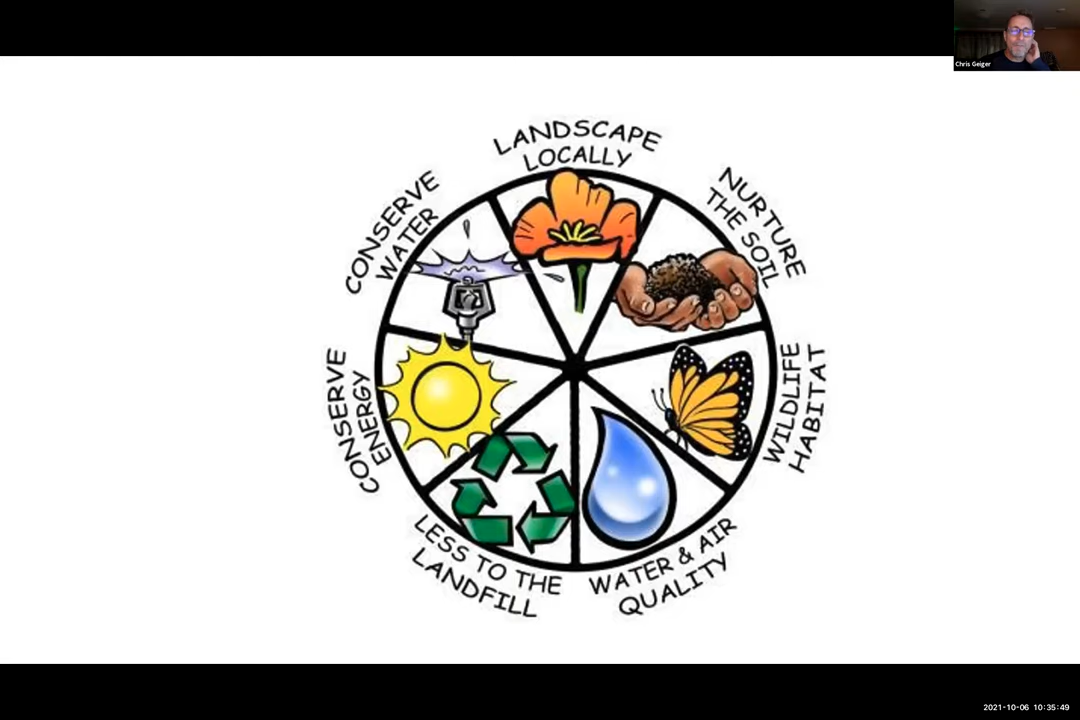 Chris Geiger
LANDSCAPE
LOCALLY
NURTURE
THE SOIL
WILDLIFE
HABITAT
WATER & AIR
QUALITY
LESS TO THE
LANDFILL
CONSERVE
ENERGY
CONSERVE
WATER
2021-10-06 10:35:49